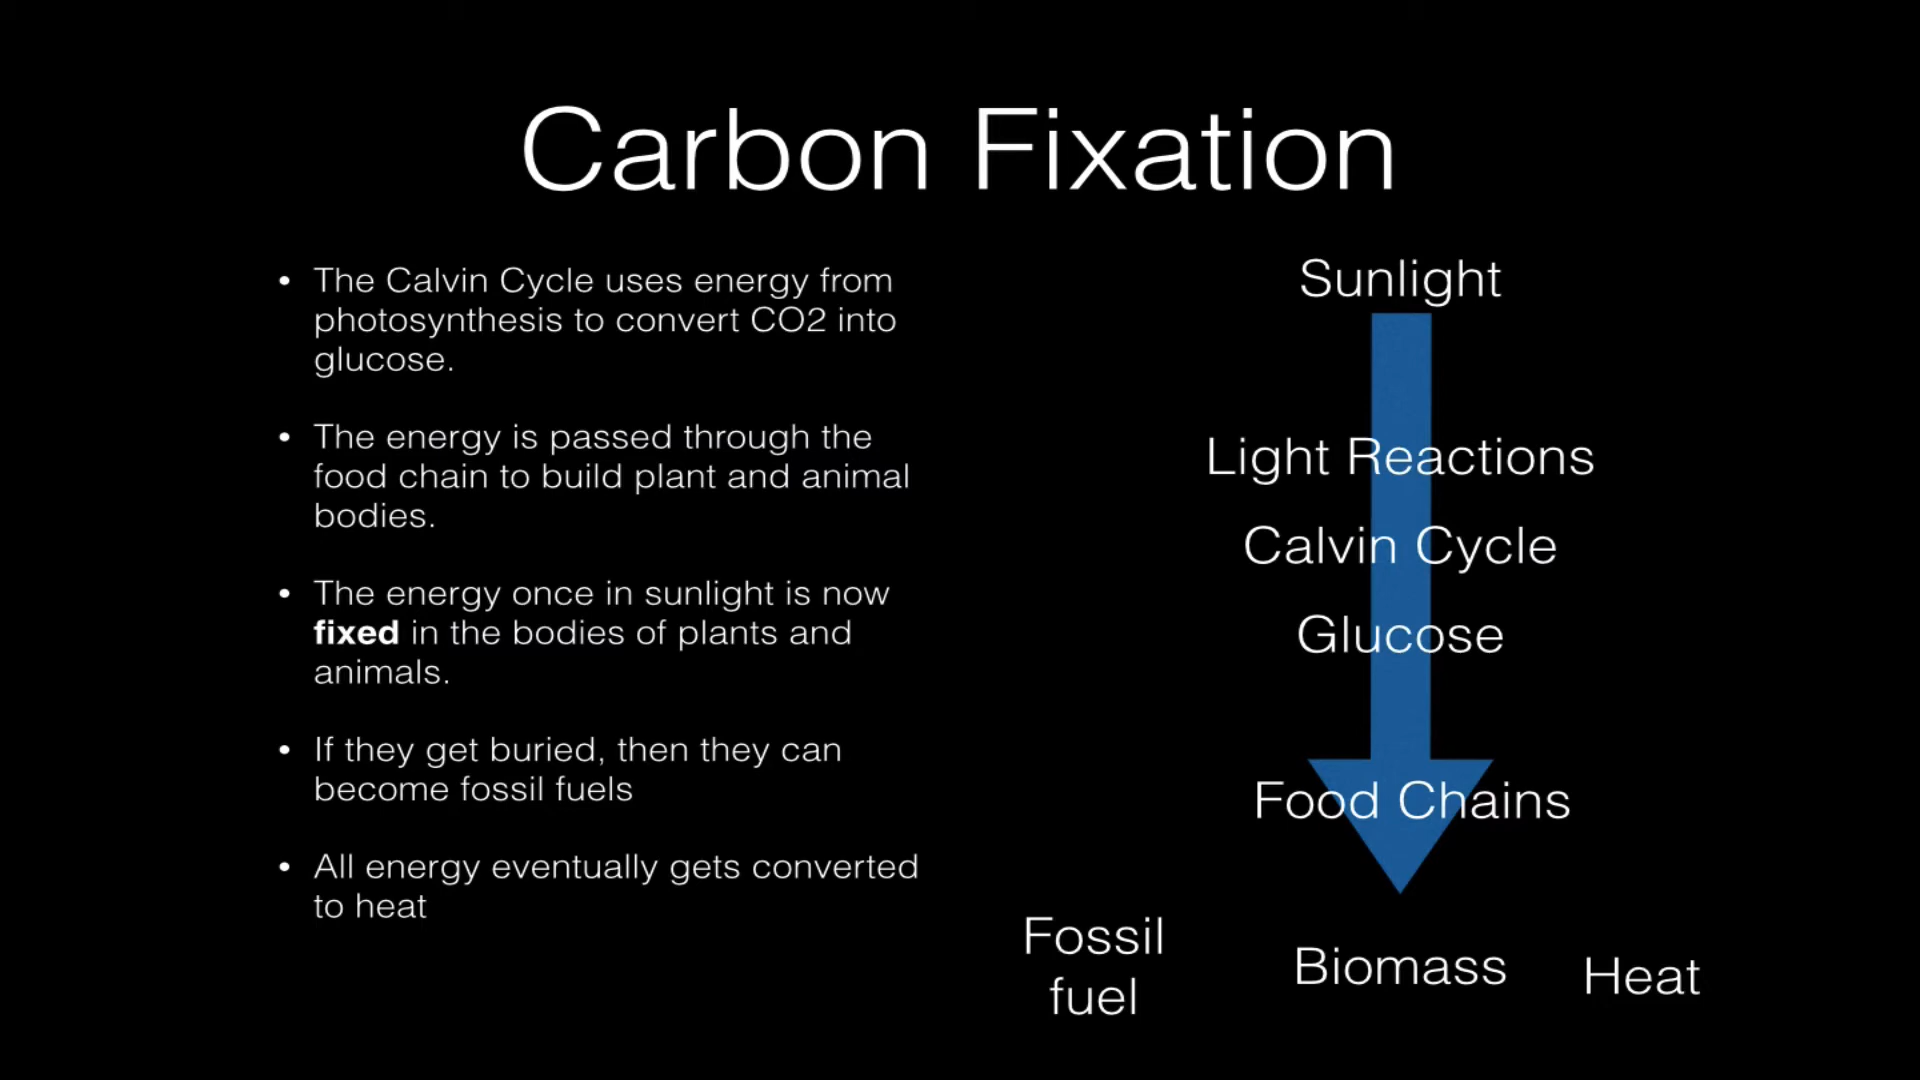 Carbon Fixation
• The Calvin Cycle uses energy from
photosynthesis to convert CO2 into
glucose.
• The energy is passed through the
food chain to build plant and animal
bodies.
• The energy once in sunlight is now
fixed in the bodies of plants and
animals.
• If they get buried, then they can
become fossil fuels
• All energy eventually gets converted
to heat
Sunlight
Light Reactions
Calvin Cycle
Glucose
Food Chains
Fossil
fuel
Biomass
Heat